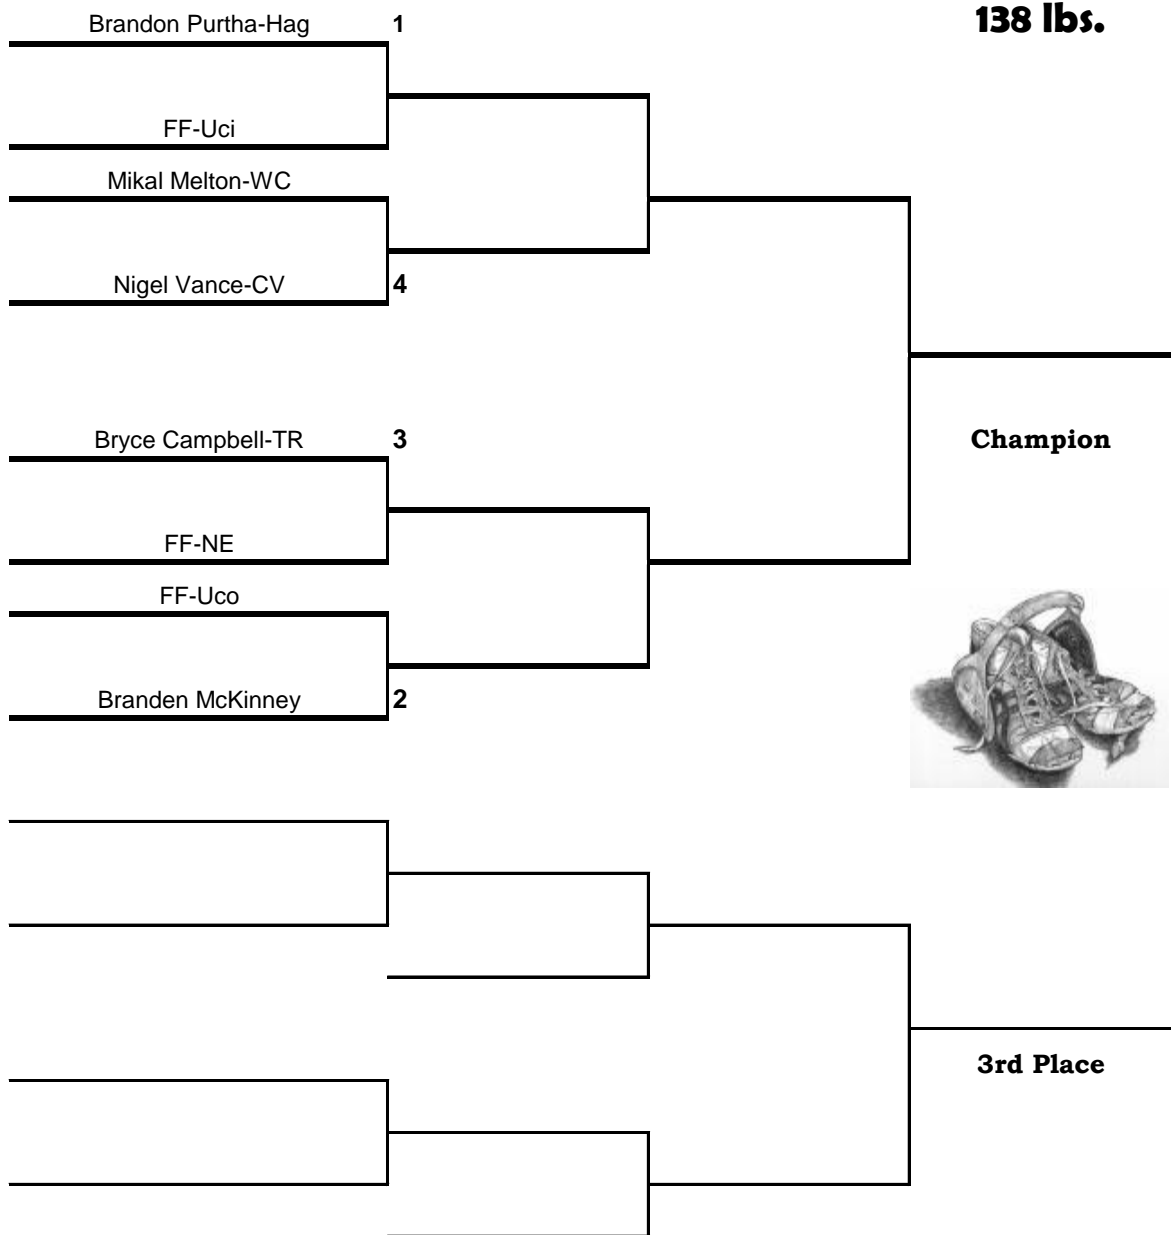 138 lbs.
Brandon Purtha-Hag 1
FF-Uci
Mikal Melton-WC
Nigel Vance-CV 4
Bryce Campbell-TR 3
Champion
FF-NE
FF-Uco
Branden McKinney 2
3rd Place